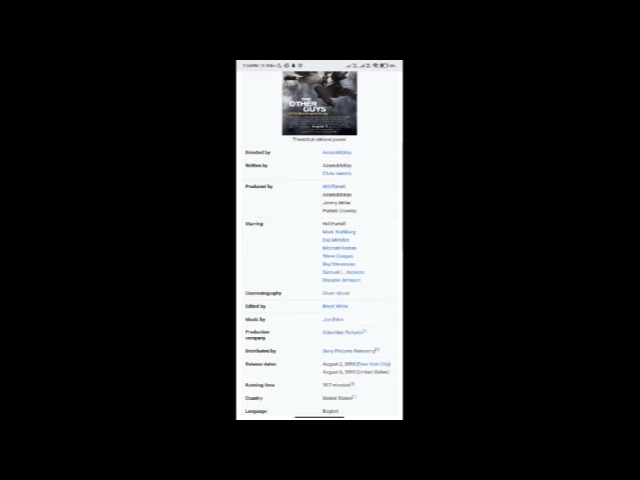 THE
OTHER
GUYS
Theatrical release poster
Directed by Adam McKay
Written by Adam McKay
Chris Henchy
Produced by Will Ferrell
Adam McKay
Jimmy Miller
Patrick Crowley
Starring Will Ferrell
Mark Wahlberg
Eva Mendes
Michael Keaton
Steve Coogan
Ray Stevenson
Samuel L. Jackson
Dwayne Johnson
Cinematography Oliver Wood
Edited by Brent White
Music by Jon Brion
Production
company
Columbia Pictures
Distributed by Sony Pictures Releasing
Release dates August 2, 2010 (New York City)
August 6, 2010 (United States)
Running time 107 minutes
Country United States
Language English